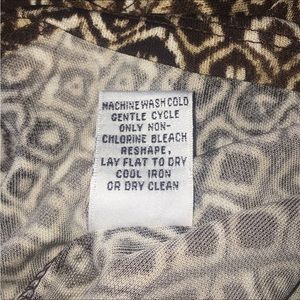 MACHINE WASH COLD
GENTLE CYCLE
ONLY NON-
CHLORINE BLEACH
RESHAPE,
LAY FLAT TO DRY
COOL IRON
OR DRY CLEAN